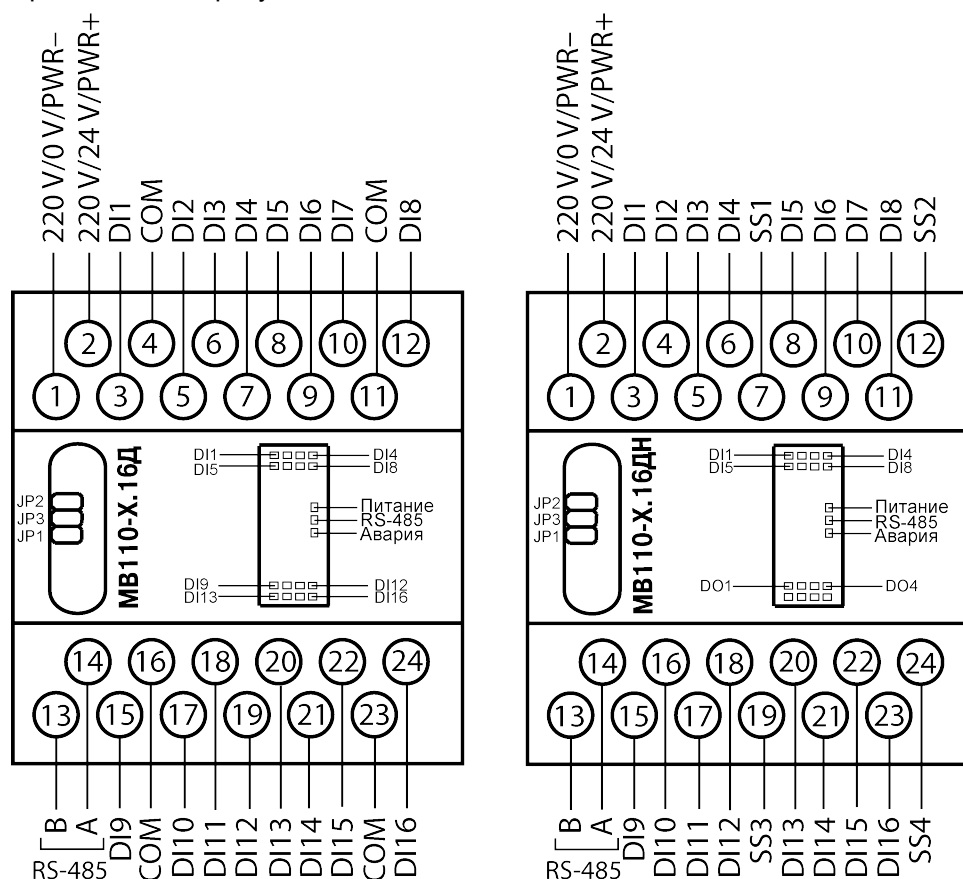 220 V/0 V/PWR–
220 V/24 V/PWR+
DI1
COM
DI2
DI3
DI4
DI5
DI6
DI7
COM
DI8
2
4
6
8
10
12
1
3
5
7
9
11
JP2
JP3
JP1
МВ110-Х.16Д
DI1
DI4
DI5
DI8
Питание
RS-485
Авария
DI9
DI12
DI13
DI16
14
16
18
20
22
24
13
15
17
19
21
23
B
A
RS-485
DI9
COM
DI10
DI11
DI12
DI13
DI14
DI15
COM
DI16
220 V/0 V/PWR–
220 V/24 V/PWR+
DI1
DI2
DI3
DI4
SS1
DI5
DI6
DI7
DI8
SS2
2
4
6
8
10
12
1
3
5
7
9
11
JP2
JP3
JP1
МВ110-Х.16ДН
DI1
DI4
DI5
DI8
Питание
RS-485
Авария
DO1
DO4
14
16
18
20
22
24
13
15
17
19
21
23
B
A
RS-485
DI9
DI10
DI11
DI12
SS3
DI13
DI14
DI15
DI16
SS4